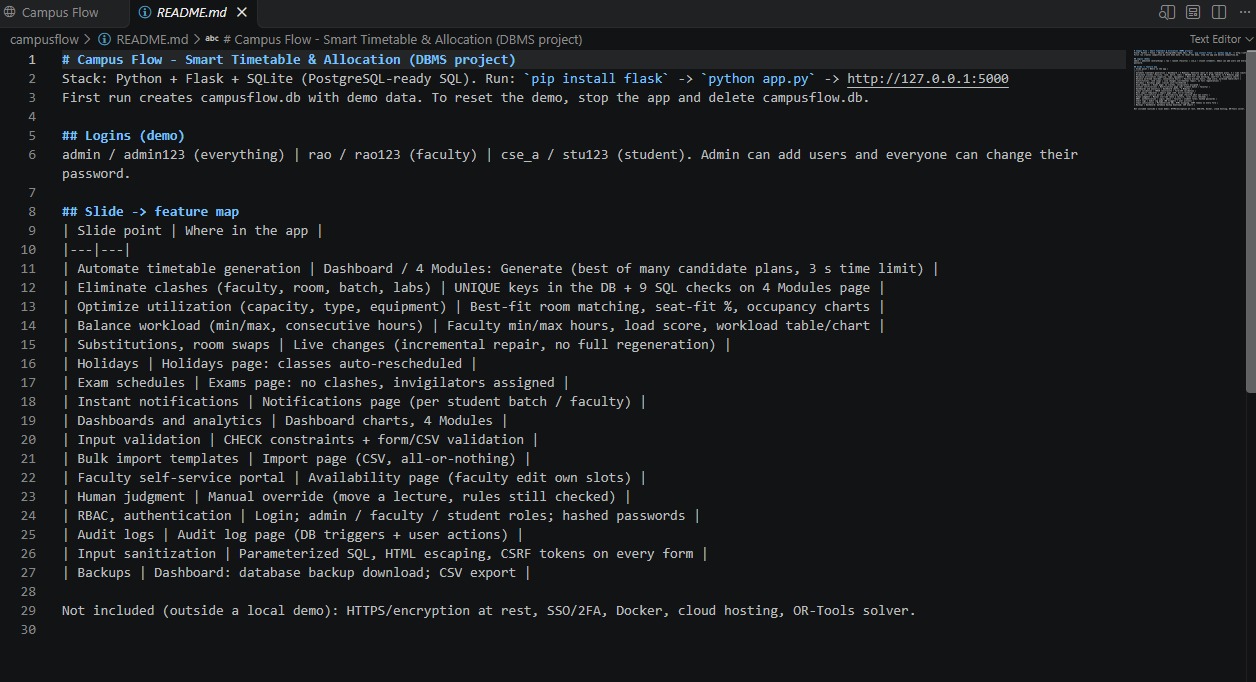 Campus Flow
README.md
campusflow > README.md > abc # Campus Flow - Smart Timetable & Allocation (DBMS project)
Text Editor
1 # Campus Flow - Smart Timetable & Allocation (DBMS project)
2 Stack: Python + Flask + SQLite (PostgreSQL-ready SQL). Run: `pip install flask` -> `python app.py` -> http://127.0.0.1:5000
3 First run creates campusflow.db with demo data. To reset the demo, stop the app and delete campusflow.db.
4
5 ## Logins (demo)
6 admin / admin123 (everything) | rao / rao123 (faculty) | cse_a / stu123 (student). Admin can add users and everyone can change their
password.
7
8 ## Slide -> feature map
9 | Slide point | Where in the app |
10 |---|---|
11 | Automate timetable generation | Dashboard / 4 Modules: Generate (best of many candidate plans, 3 s time limit) |
12 | Eliminate clashes (faculty, room, batch, labs) | UNIQUE keys in the DB + 9 SQL checks on 4 Modules page |
13 | Optimize utilization (capacity, type, equipment) | Best-fit room matching, seat-fit %, occupancy charts |
14 | Balance workload (min/max, consecutive hours) | Faculty min/max hours, load score, workload table/chart |
15 | Substitutions, room swaps | Live changes (incremental repair, no full regeneration) |
16 | Holidays | Holidays page: classes auto-rescheduled |
17 | Exam schedules | Exams page: no clashes, invigilators assigned |
18 | Instant notifications | Notifications page (per student batch / faculty) |
19 | Dashboards and analytics | Dashboard charts, 4 Modules |
20 | Input validation | CHECK constraints + form/CSV validation |
21 | Bulk import templates | Import page (CSV, all-or-nothing) |
22 | Faculty self-service portal | Availability page (faculty edit own slots) |
23 | Human judgment | Manual override (move a lecture, rules still checked) |
24 | RBAC, authentication | Login; admin / faculty / student roles; hashed passwords |
25 | Audit logs | Audit log page (DB triggers + user actions) |
26 | Input sanitization | Parameterized SQL, HTML escaping, CSRF tokens on every form |
27 | Backups | Dashboard: database backup download; CSV export |
28
29 Not included (outside a local demo): HTTPS/encryption at rest, SSO/2FA, Docker, cloud hosting, OR-Tools solver.
30